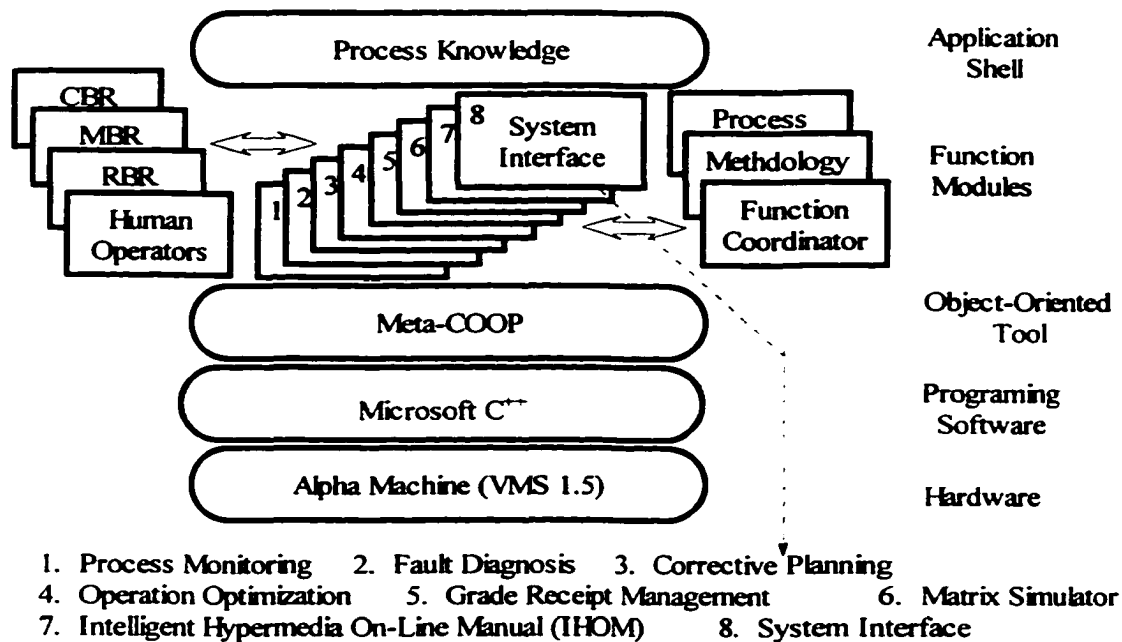 Process Knowledge
Application
Shell
CBR
MBR
RBR
Human
Operators
1
2
3
4
5
6
7
8
System
Interface
Process
Methdology
Function
Coordinator
Function
Modules
Meta-COOP
Object-Oriented
Tool
Microsoft C++
Programing
Software
Alpha Machine (VMS 1.5)
Hardware
1. Process Monitoring 2. Fault Diagnosis 3. Corrective Planning
4. Operation Optimization 5. Grade Receipt Management 6. Matrix Simulator
7. Intelligent Hypermedia On-Line Manual (IHOM) 8. System Interface